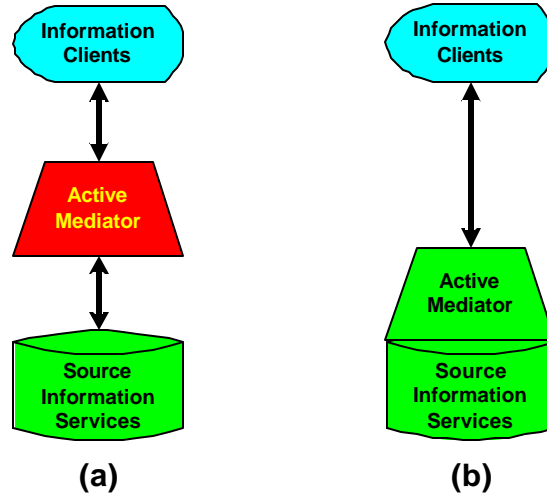 Information
Clients
Active
Mediator
Source
Information
Services
(a)
Information
Clients
Active
Mediator
Source
Information
Services
(b)